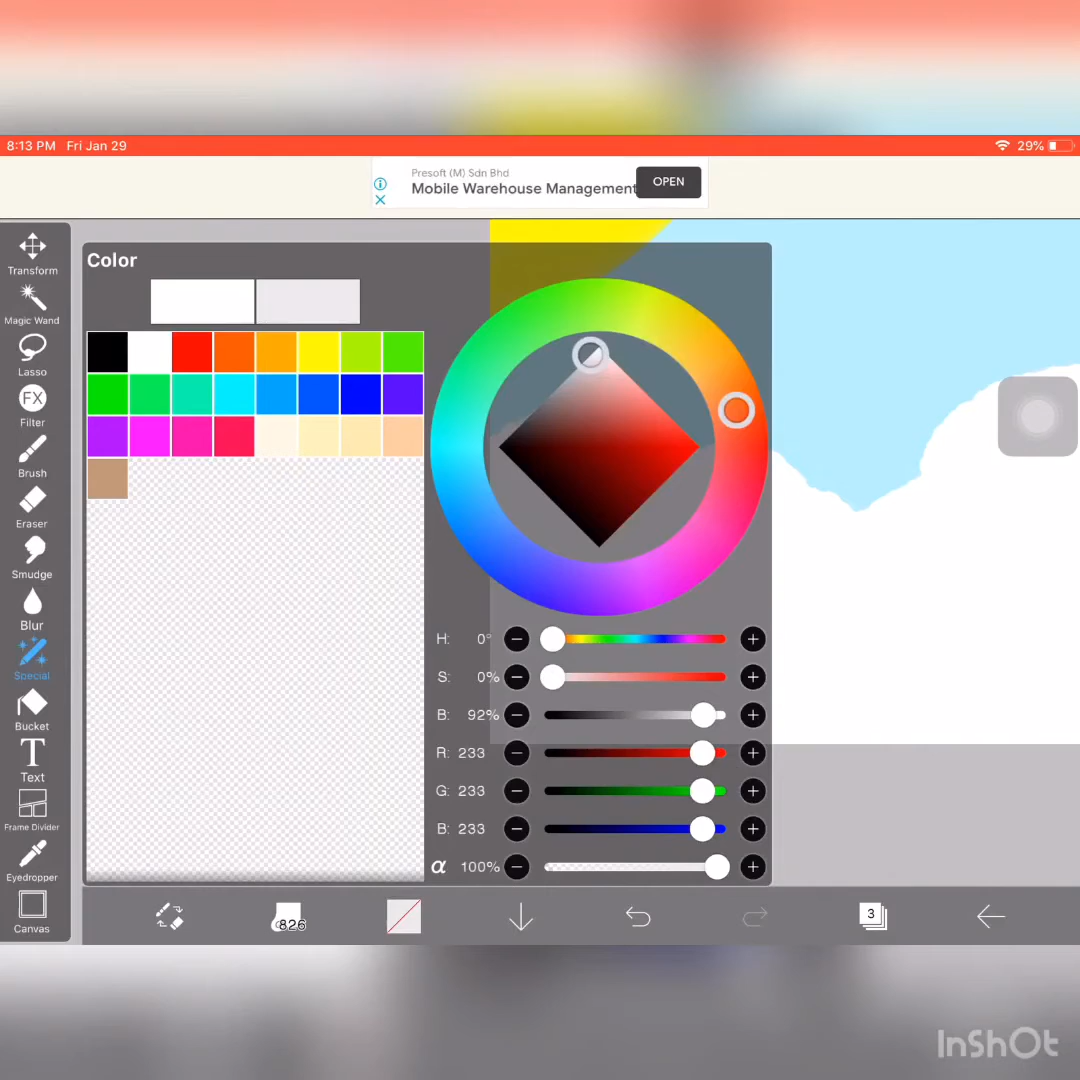 8:13 PM Fri Jan 29
29%
Presoft (M) Sdn Bhd
Mobile Warehouse Management
OPEN
Transform
Magic Wand
Lasso
FX
Filter
Brush
Eraser
Smudge
Blur
Special
Bucket
T
Text
Frame Divider
Eyedropper
Canvas
Color
H: 0°
S: 0%
B: 92%
R: 233
G: 233
B: 233
α 100%
826
3
InShOt